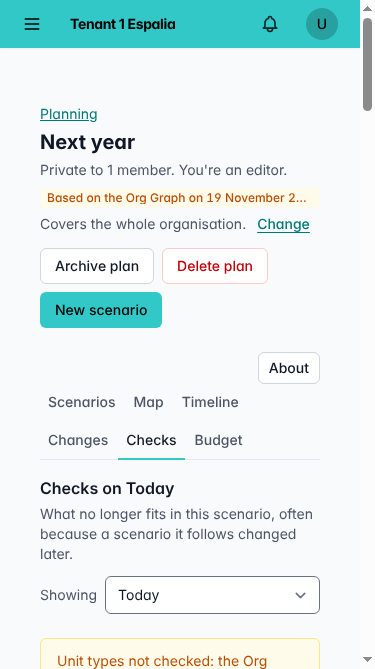 Tenant 1 Espalia
U
Planning
Next year
Private to 1 member. You're an editor.
Based on the Org Graph on 19 November 2...
Covers the whole organisation. Change
Archive plan
Delete plan
New scenario
About
Scenarios Map Timeline
Changes Checks Budget
Checks on Today
What no longer fits in this scenario, often
because a scenario it follows changed
later.
Showing Today
Unit types not checked: the Org